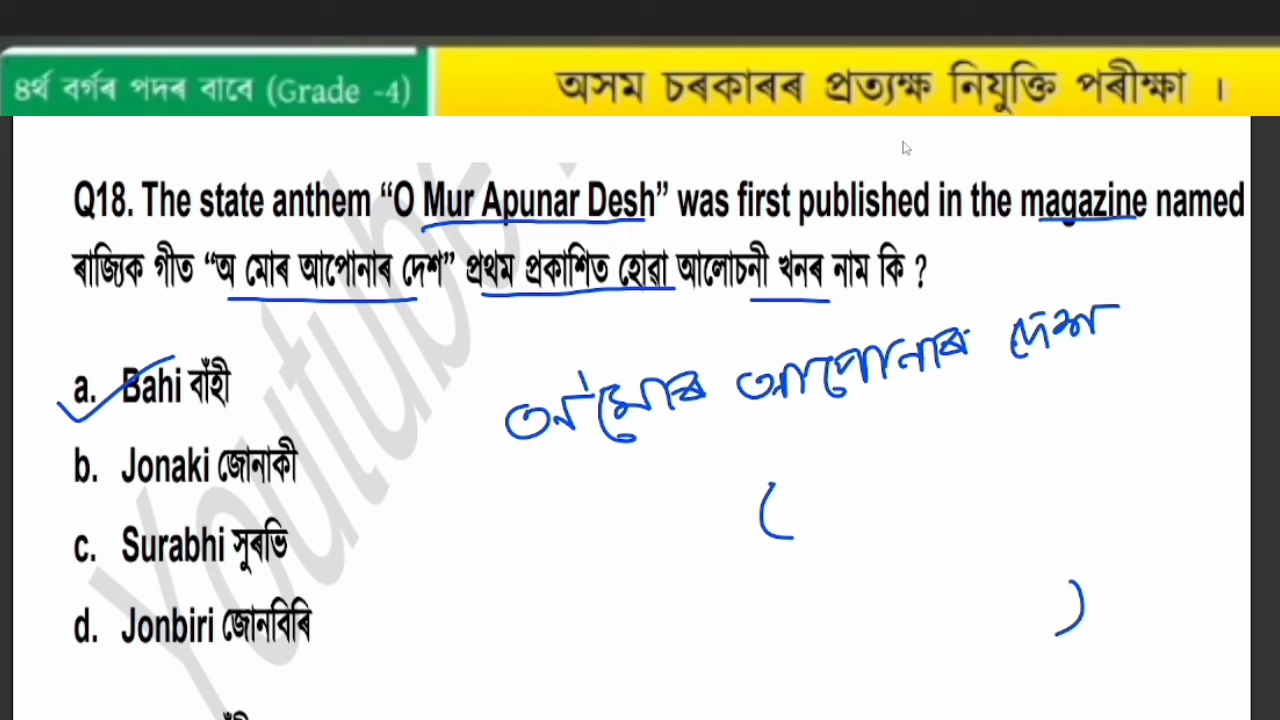 ৪ৰ্থ বৰ্গৰ পদৰ বাবে (Grade -4)
অসম চৰকাৰৰ প্ৰত্যক্ষ নিযুক্তি পৰীক্ষা ।
Q18. The state anthem “O Mur Apunar Desh” was first published in the magazine named
ৰাজ্যিক গীত “অ মোৰ আপোনাৰ দেশ” প্ৰথম প্ৰকাশিত হোৱা আলোচনী খনৰ নাম কি ?
a. Bahi বাঁহী
অ' মোৰ আপোনাৰ দেশ
b. Jonaki জোনাকী
(
c. Surabhi সুৰভি
d. Jonbiri জোনবিৰি
)
Youtube